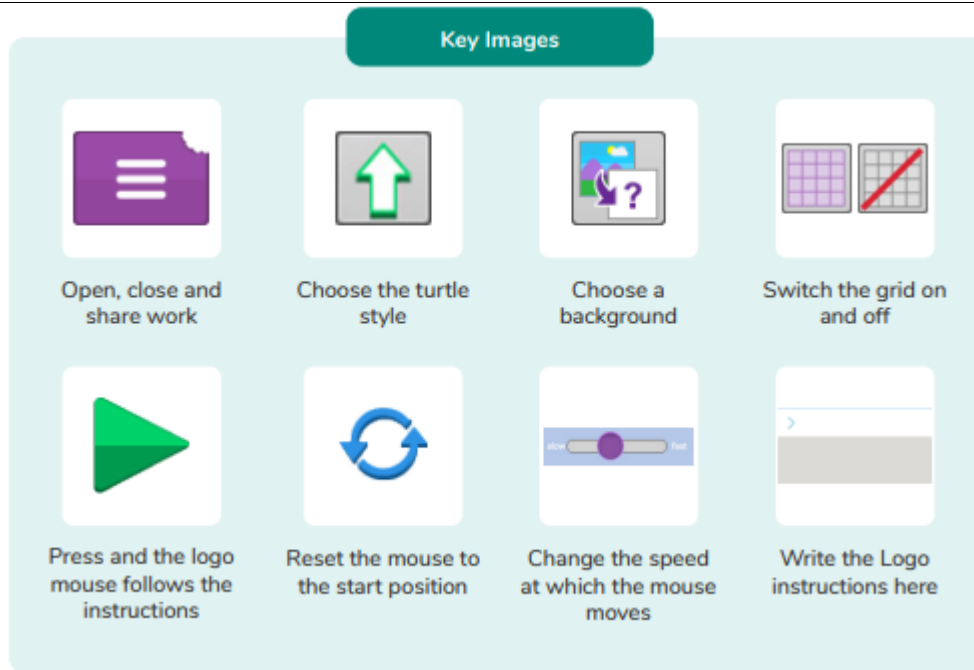 Key Images
?
Open, close and
share work
Choose the turtle
style
Choose a
background
Switch the grid on
and off
slow
fast
Press and the logo
mouse follows the
instructions
Reset the mouse to
the start position
Change the speed
at which the mouse
moves
Write the Logo
instructions here